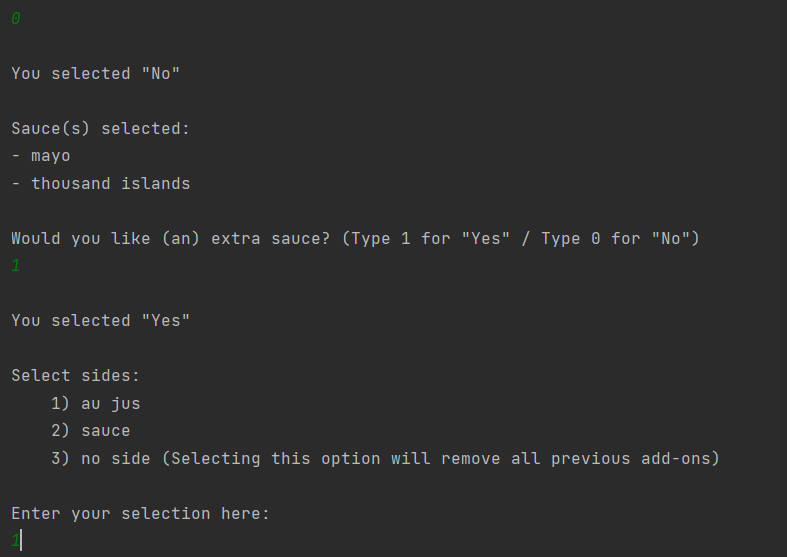 0
You selected "No"
Sauce(s) selected:
- mayo
- thousand islands
Would you like (an) extra sauce? (Type 1 for "Yes" / Type 0 for "No")
1
You selected "Yes"
Select sides:
1) au jus
2) sauce
3) no side (Selecting this option will remove all previous add-ons)
Enter your selection here:
1